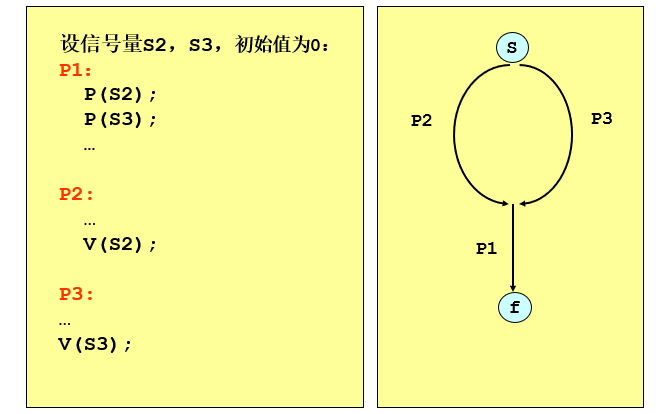 设信号量S2，S3，初始值为0：
P1:
P(S2);
P(S3);
…
P2:
…
V(S2);
P3:
…
V(S3);
S
P2
P3
P1
f